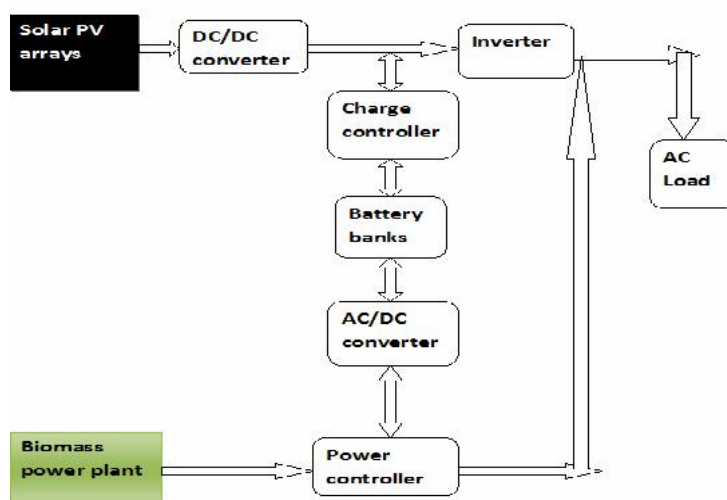 Solar PV
arrays
DC/DC
converter
Inverter
Charge
controller
AC
Load
Battery
banks
AC/DC
converter
Biomass
power plant
Power
controller